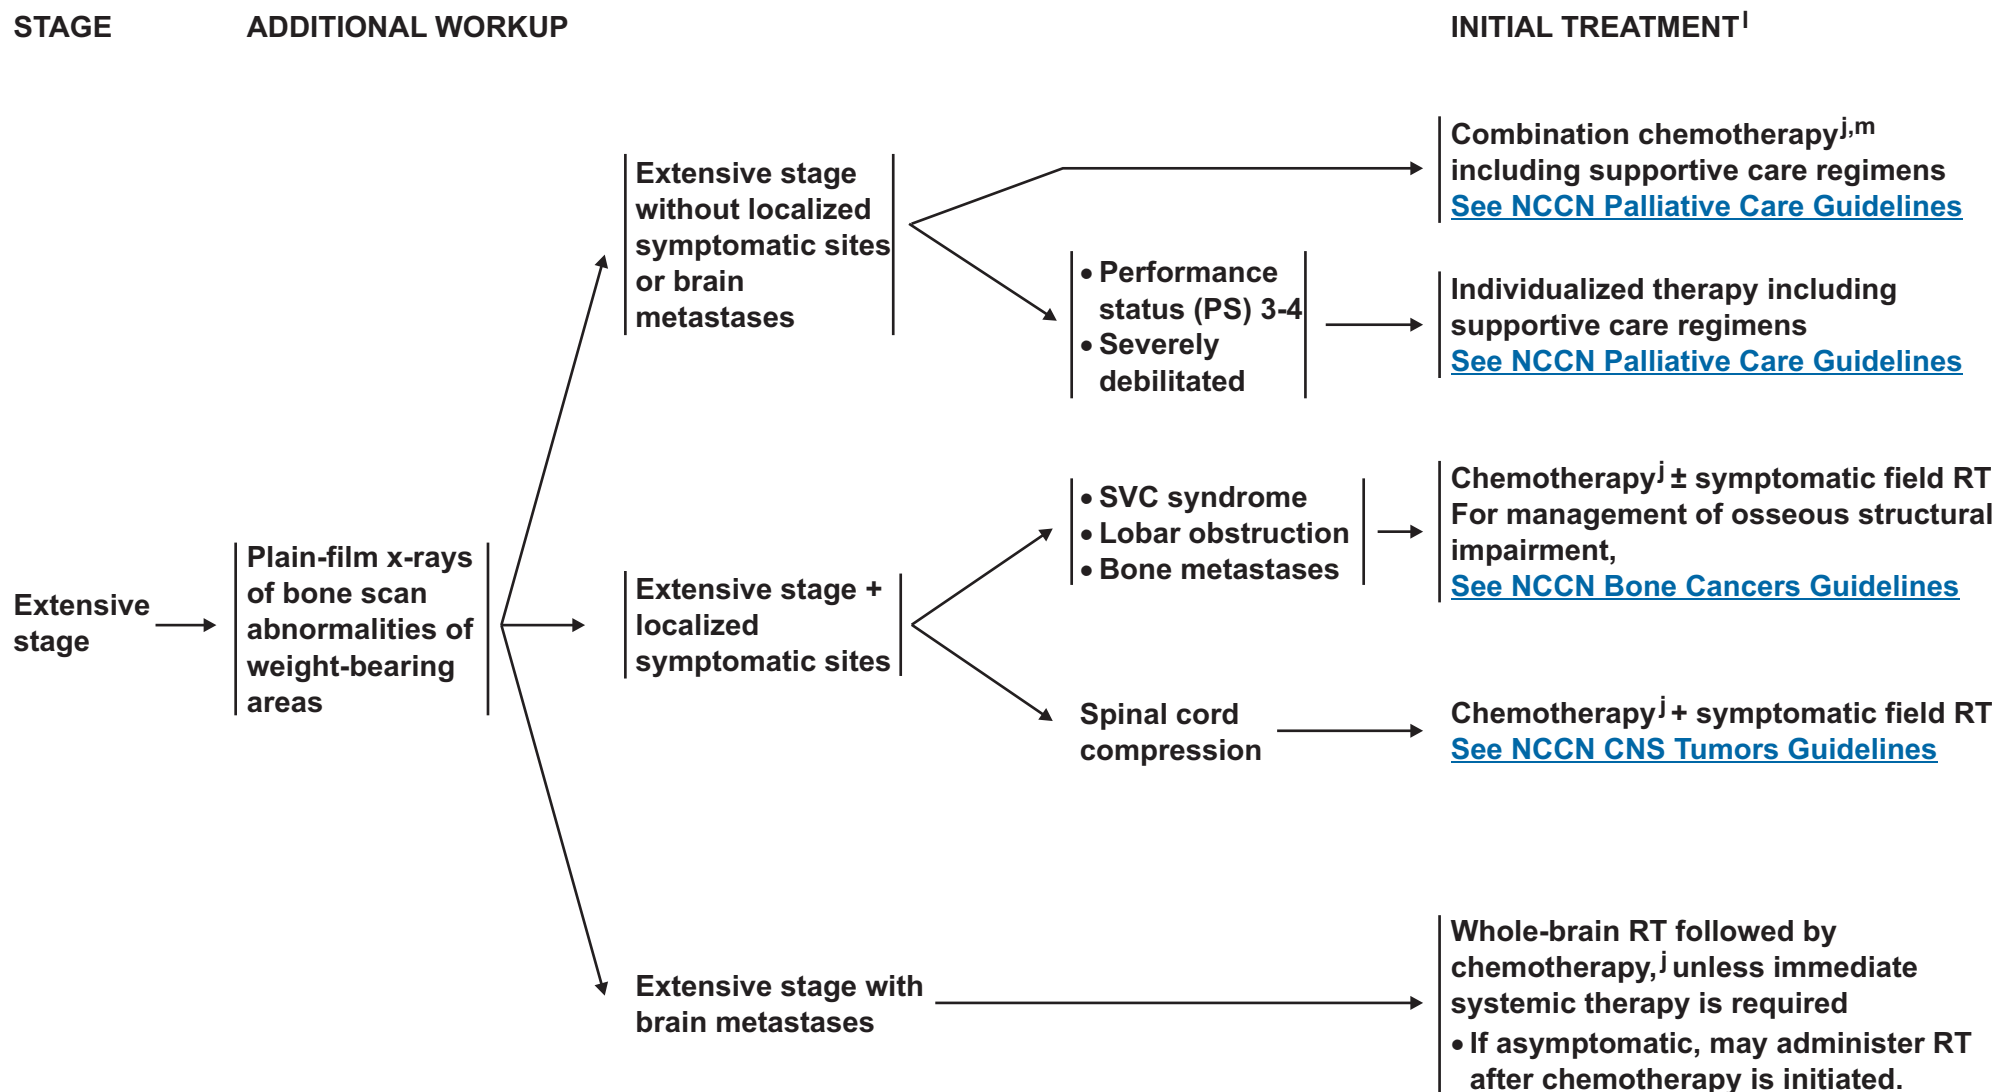 STAGE
ADDITIONAL WORKUP
INITIAL TREATMENTˡ
Extensive
stage
Plain-film x-rays
of bone scan
abnormalities of
weight-bearing
areas
Extensive stage
without localized
symptomatic sites
or brain
metastases
Combination chemotherapyʲ,ᵐ
including supportive care regimens
See NCCN Palliative Care Guidelines
• Performance
status (PS) 3-4
• Severely
debilitated
Individualized therapy including
supportive care regimens
See NCCN Palliative Care Guidelines
Extensive stage +
localized
symptomatic sites
• SVC syndrome
• Lobar obstruction
• Bone metastases
Chemotherapyʲ ± symptomatic field RT
For management of osseous structural
impairment,
See NCCN Bone Cancers Guidelines
Spinal cord
compression
Chemotherapyʲ + symptomatic field RT
See NCCN CNS Tumors Guidelines
Extensive stage with
brain metastases
Whole-brain RT followed by
chemotherapy,ʲ unless immediate
systemic therapy is required
• If asymptomatic, may administer RT
after chemotherapy is initiated.